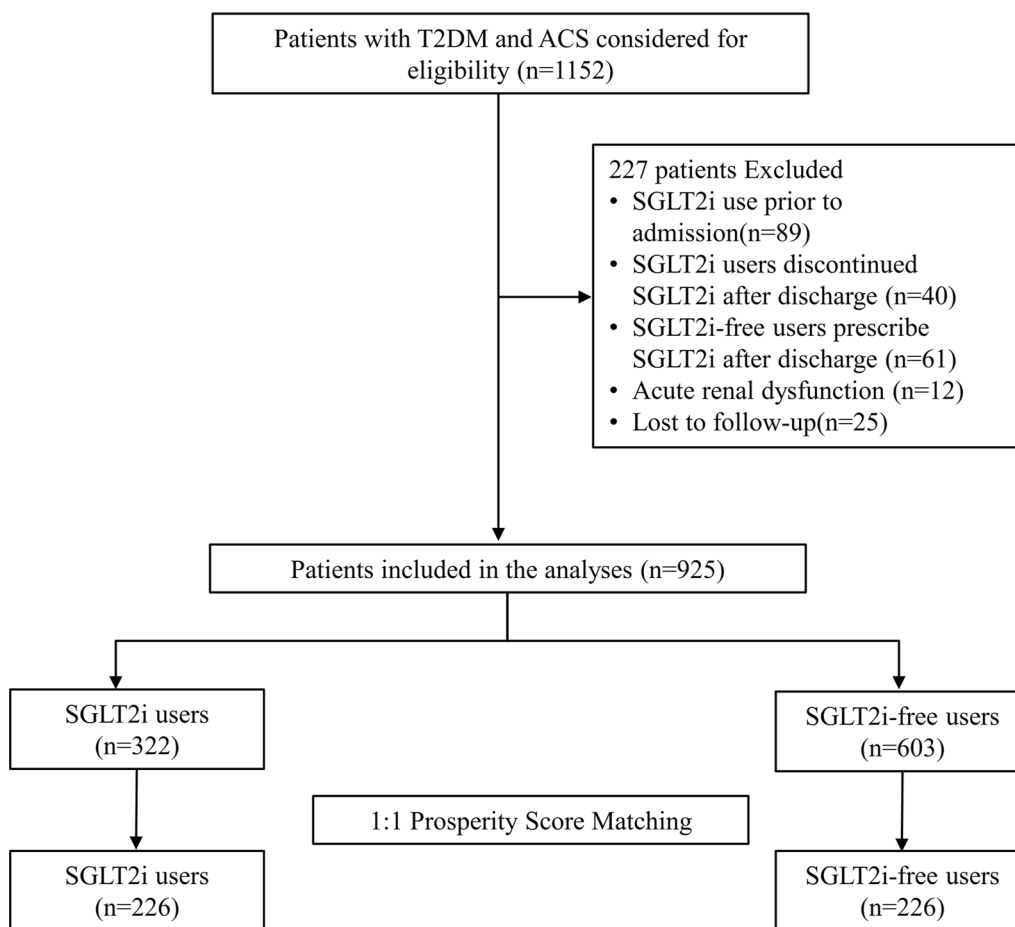 Patients with T2DM and ACS considered for
eligibility (n=1152)
227 patients Excluded
• SGLT2i use prior to
admission(n=89)
• SGLT2i users discontinued
SGLT2i after discharge (n=40)
• SGLT2i-free users prescribe
SGLT2i after discharge (n=61)
• Acute renal dysfunction (n=12)
• Lost to follow-up(n=25)
Patients included in the analyses (n=925)
SGLT2i users
(n=322)
SGLT2i-free users
(n=603)
1:1 Prosperity Score Matching
SGLT2i users
(n=226)
SGLT2i-free users
(n=226)